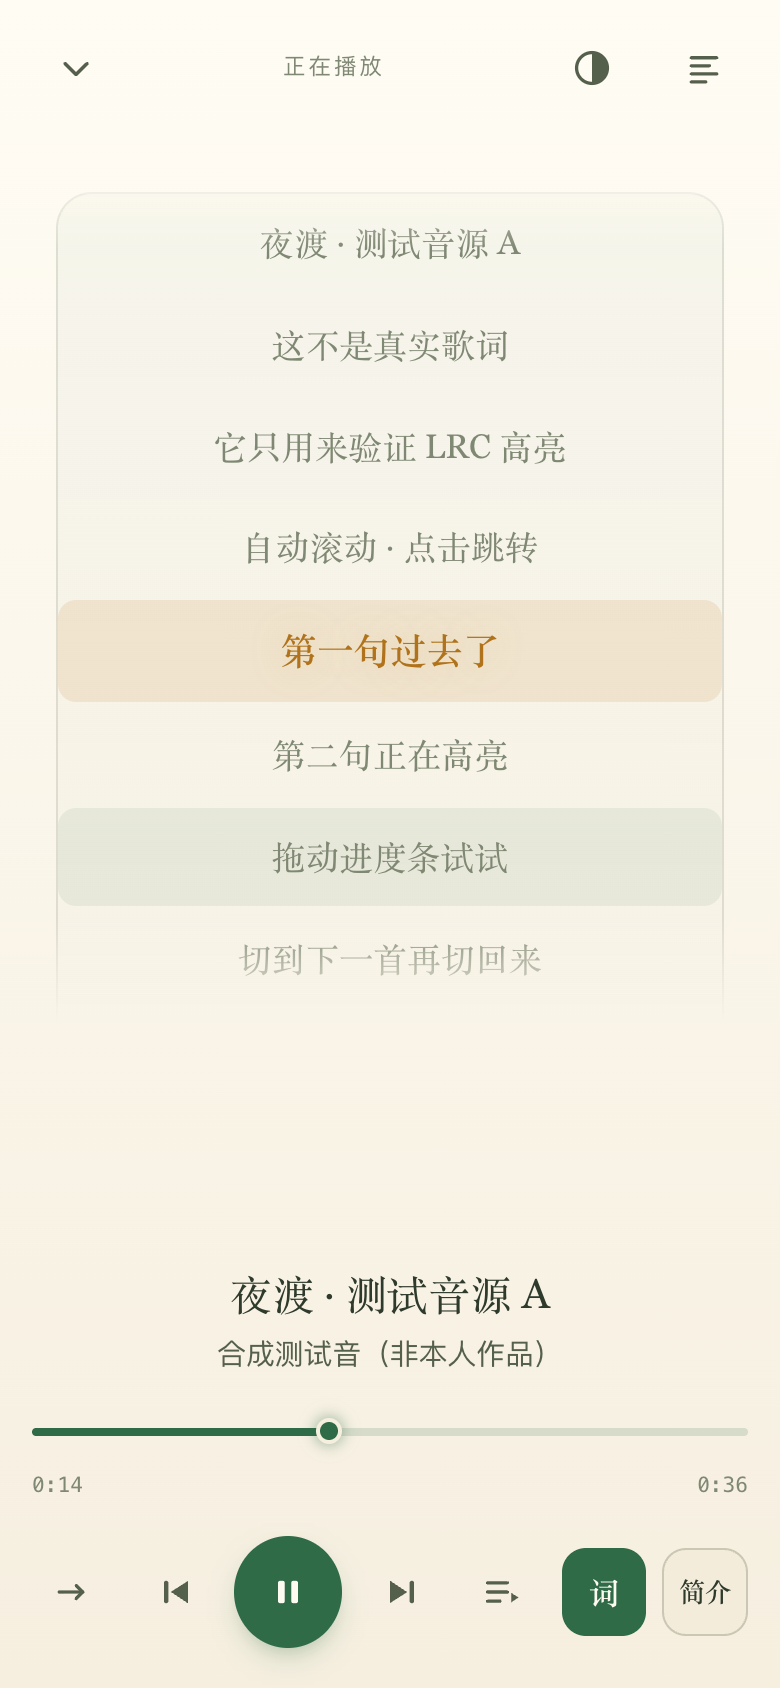 正在播放
夜渡 · 测试音源 A
这不是真实歌词
它只用来验证 LRC 高亮
自动滚动 · 点击跳转
第一句过去了
第二句正在高亮
拖动进度条试试
切到下一首再切回来
夜渡 · 测试音源 A
合成测试音（非本人作品）
0:14 0:36
词 简介